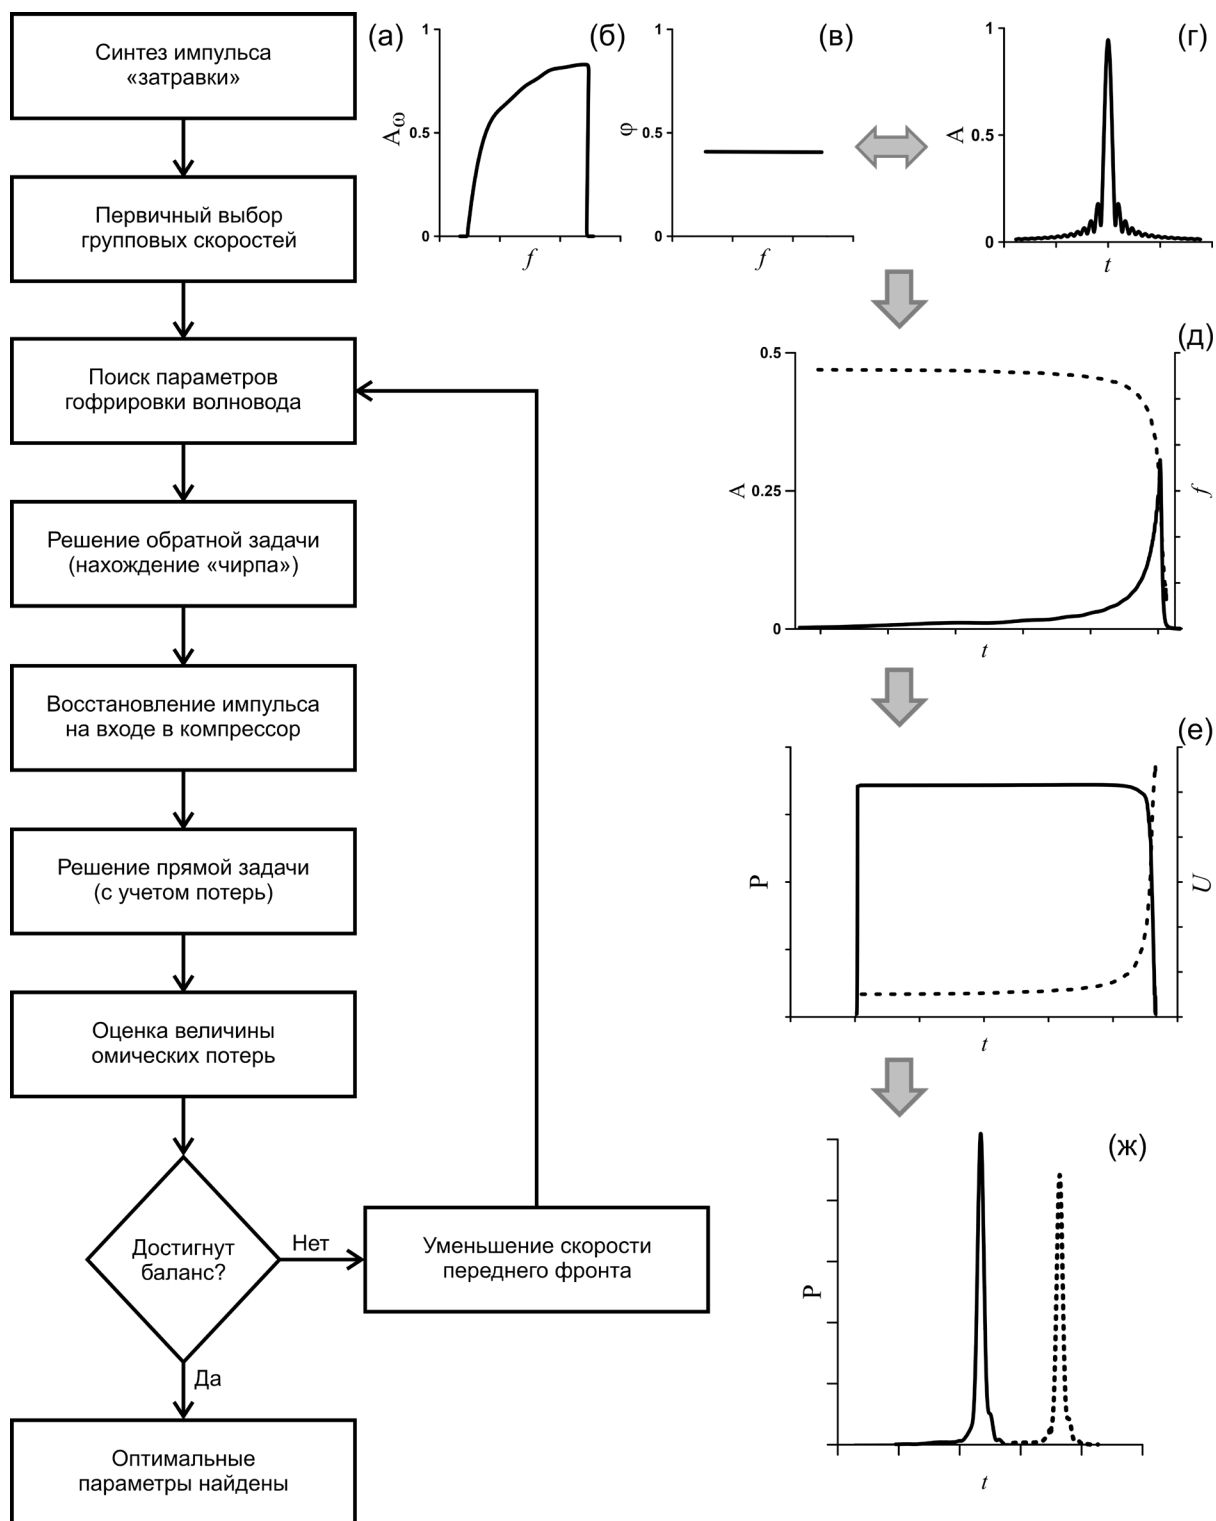 Синтез импульса
«затравки»
(а)
Первичный выбор
групповых скоростей
Поиск параметров
гофрировки волновода
Решение обратной задачи
(нахождение «чирпа»)
Восстановление импульса
на входе в компрессор
Решение прямой задачи
(с учетом потерь)
Оценка величины
омических потерь
Достигнут
баланс?
Нет
Уменьшение скорости
переднего фронта
Да
Оптимальные
параметры найдены
(б)
1
0.5
0
Aω
f
(в)
1
0.5
0
φ
f
(г)
1
0.5
0
A
t
(д)
0.5
0.25
0
A
f
t
(е)
P
U
t
(ж)
P
t